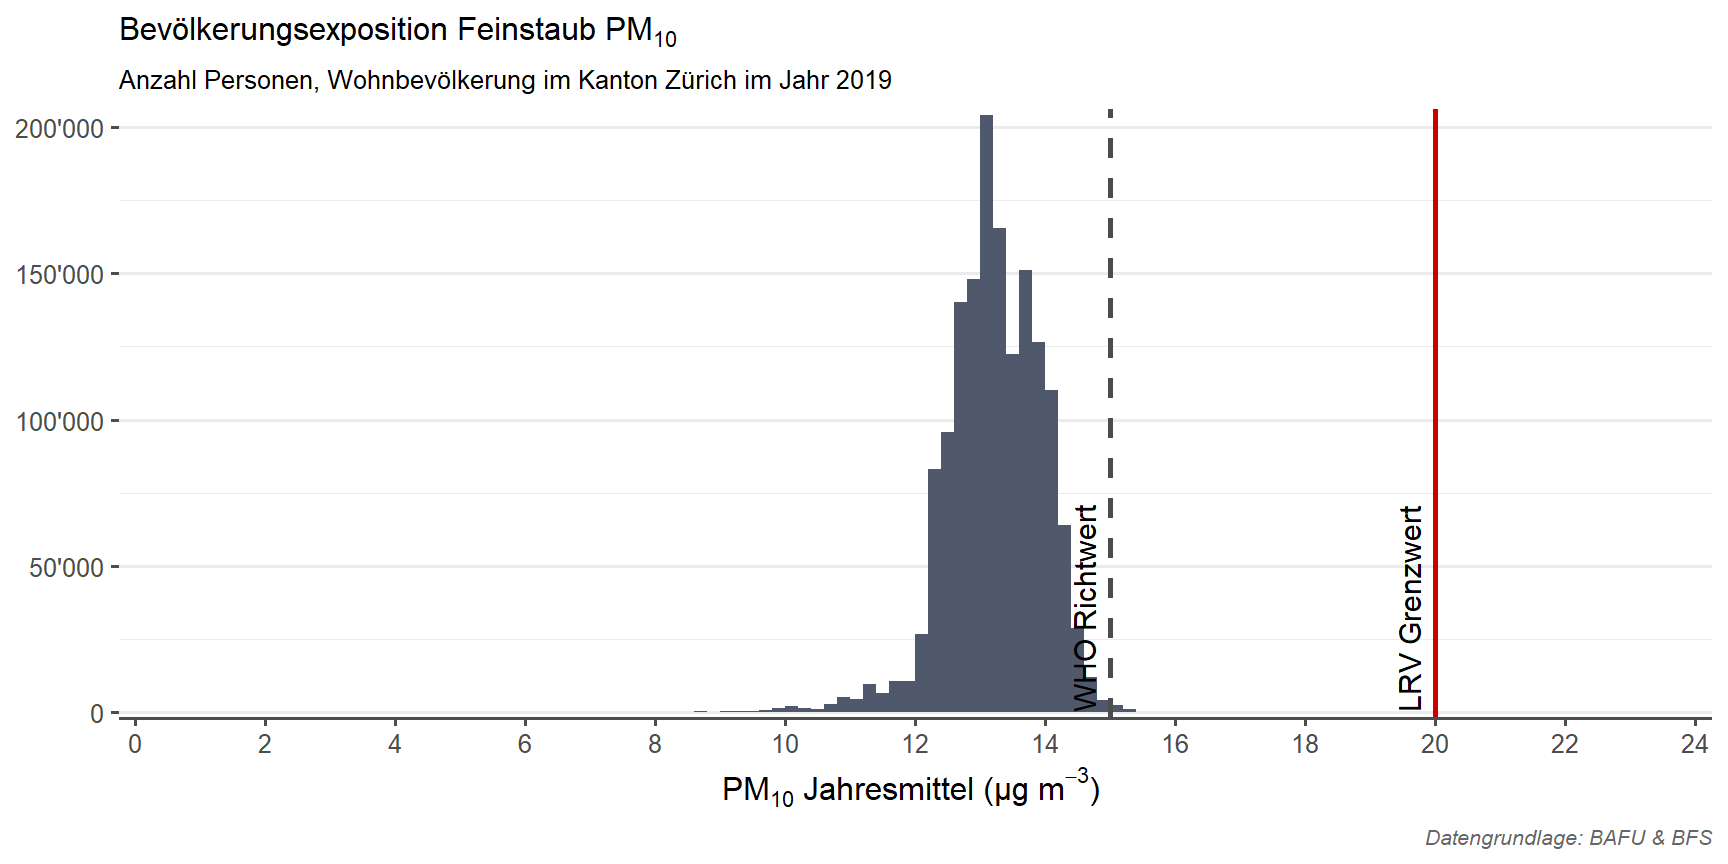 Bevölkerungsexposition Feinstaub PM₁₀
Anzahl Personen, Wohnbevölkerung im Kanton Zürich im Jahr 2019
200'000
150'000
100'000
50'000
0
WHO Richtwert
LRV Grenzwert
0 2 4 6 8 10 12 14 16 18 20 22 24
PM₁₀ Jahresmittel (µg m⁻³)
Datengrundlage: BAFU & BFS